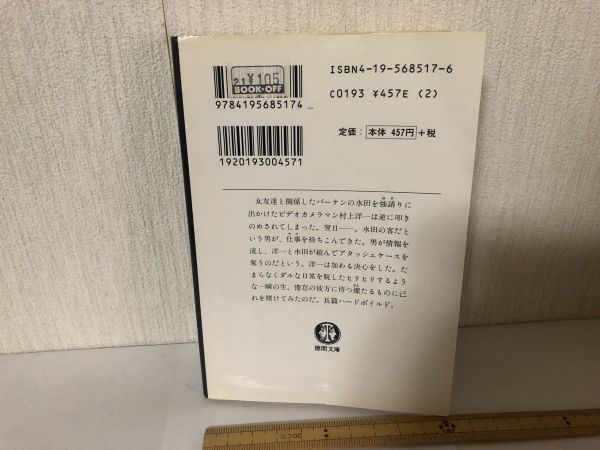 21 ¥105
BOOK-OFF
9784195685174
1920193004571
ISBN4-19-568517-6
C0193 ¥457E (2)
定価:本体 457円+税
女友達と関係したバーテンの水田を強請りに
出かけたビデオカメラマン村上洋一は逆に叩き
のめされてしまった。翌日――。水田の客だと
いう男が、仕事を持ちこんできた。男が情報を
流し、洋一と水田が組んでアタッシェケースを
奪うのだという。洋一は加わる決心をした。た
まらなくダルな日常を脱したヒリヒリするよう
な一瞬の生、倦怠の彼方に待つ燦たるものに己
れを賭けてみたのだ。長篇ハードボイルド。
徳間文庫
20